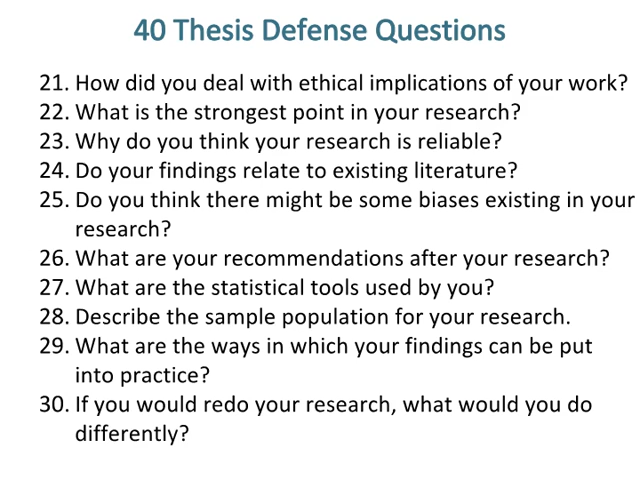 40 Thesis Defense Questions
21. How did you deal with ethical implications of your work?
22. What is the strongest point in your research?
23. Why do you think your research is reliable?
24. Do your findings relate to existing literature?
25. Do you think there might be some biases existing in your
research?
26. What are your recommendations after your research?
27. What are the statistical tools used by you?
28. Describe the sample population for your research.
29. What are the ways in which your findings can be put
into practice?
30. If you would redo your research, what would you do
differently?